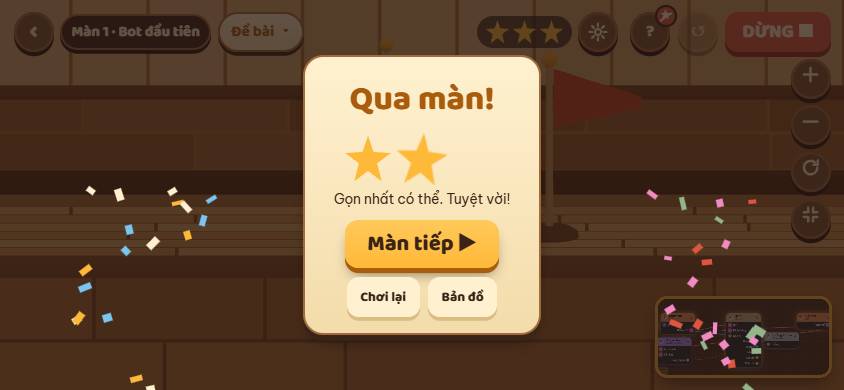 Màn 1 · Bot đầu tiên
Đề bài
?
DỪNG
Qua màn!
Gọn nhất có thể. Tuyệt vời!
Màn tiếp
Chơi lại
Bản đồ